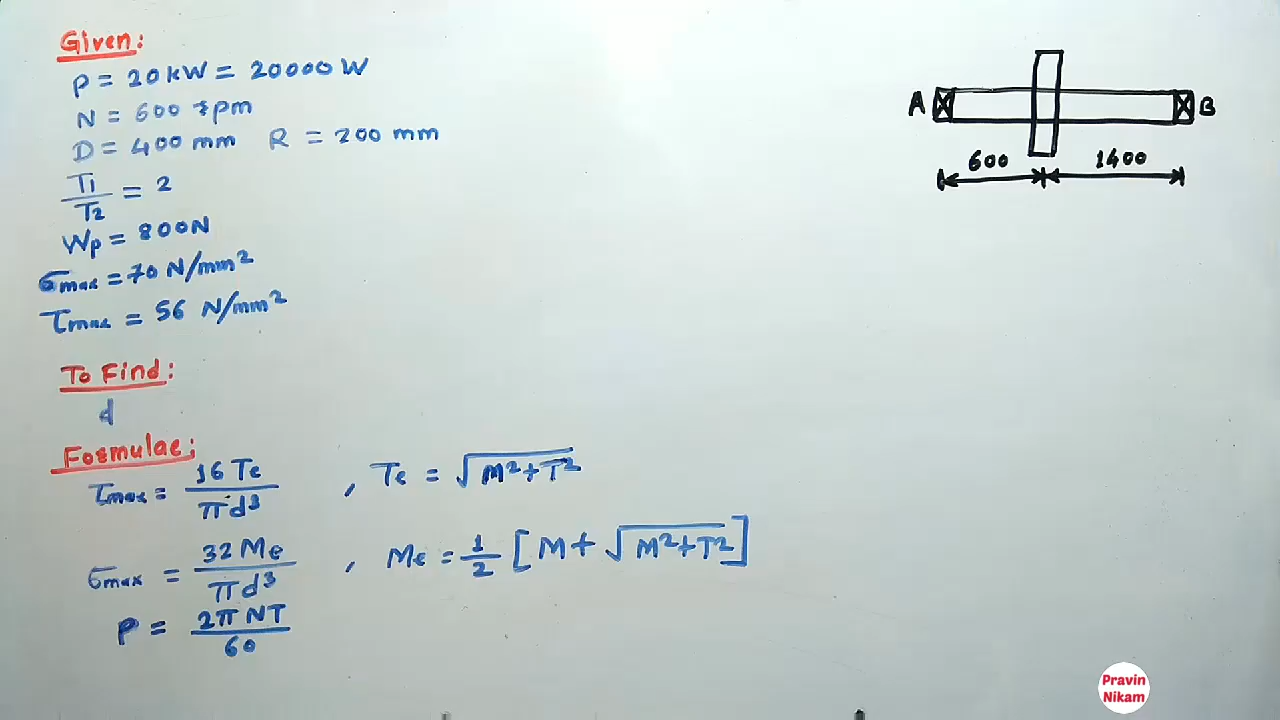 Given:
P = 20 kW = 20000 W
N = 600 rpm
D = 400 mm R = 200 mm
T1/T2 = 2
Wp = 800N
σmax = 70 N/mm²
τmax = 56 N/mm²
To Find:
d
Formulae:
τmax = 16 Te/πd³ , Te = √(M²+T²)
σmax = 32 Me/πd³ , Me = 1/2 [M + √(M²+T²)]
P = 2πNT/60
A B
600 1400
Pravin
Nikam